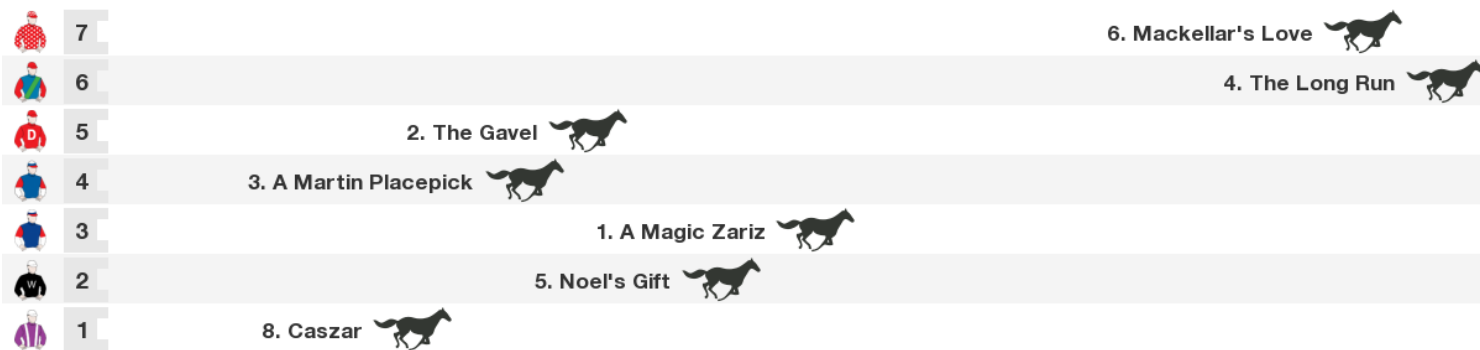 7 6. Mackellar's Love
6 4. The Long Run
D 5 2. The Gavel
4 3. A Martin Placepick
3 1. A Magic Zariz
W 2 5. Noel's Gift
1 8. Caszar